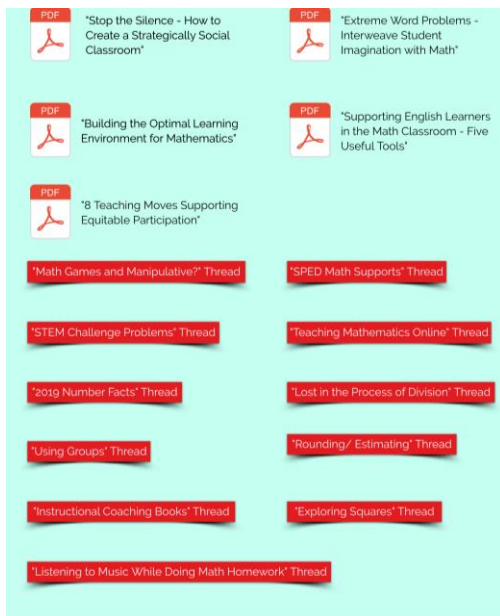 PDF
"Stop the Silence - How to
Create a Strategically Social
Classroom"
PDF
"Extreme Word Problems -
Interweave Student
Imagination with Math"
PDF
"Building the Optimal Learning
Environment for Mathematics"
PDF
"Supporting English Learners
in the Math Classroom - Five
Useful Tools"
PDF
"8 Teaching Moves Supporting
Equitable Participation"
"Math Games and Manipulative?" Thread
"SPED Math Supports" Thread
"STEM Challenge Problems" Thread
"Teaching Mathematics Online" Thread
"2019 Number Facts" Thread
"Lost in the Process of Division" Thread
"Using Groups" Thread
"Rounding/ Estimating" Thread
"Instructional Coaching Books" Thread
"Exploring Squares" Thread
"Listening to Music While Doing Math Homework" Thread